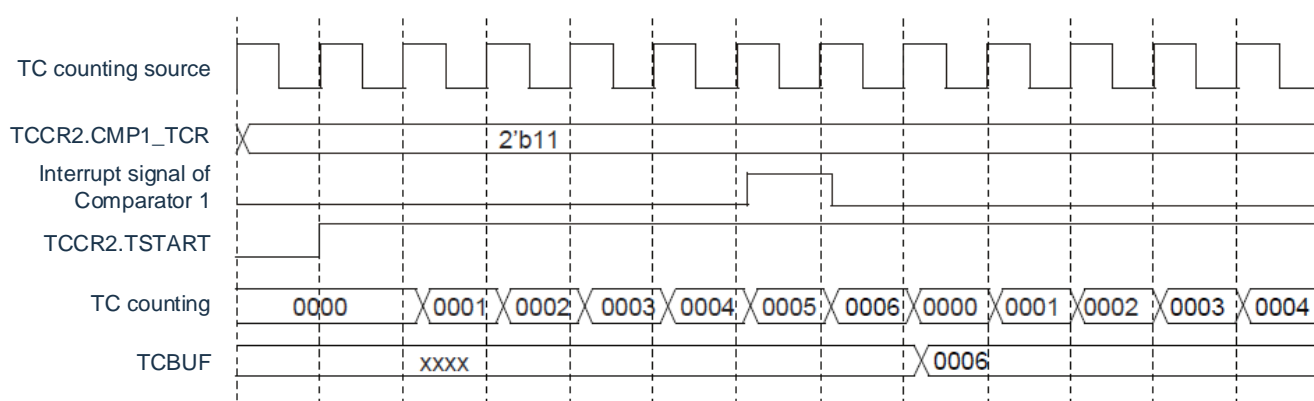 TC counting source
TCCR2.CMP1_TCR 2'b11
Interrupt signal of
Comparator 1
TCCR2.TSTART
TC counting 0000 0001 0002 0003 0004 0005 0006 0000 0001 0002 0003 0004
TCBUF xxxx 0006